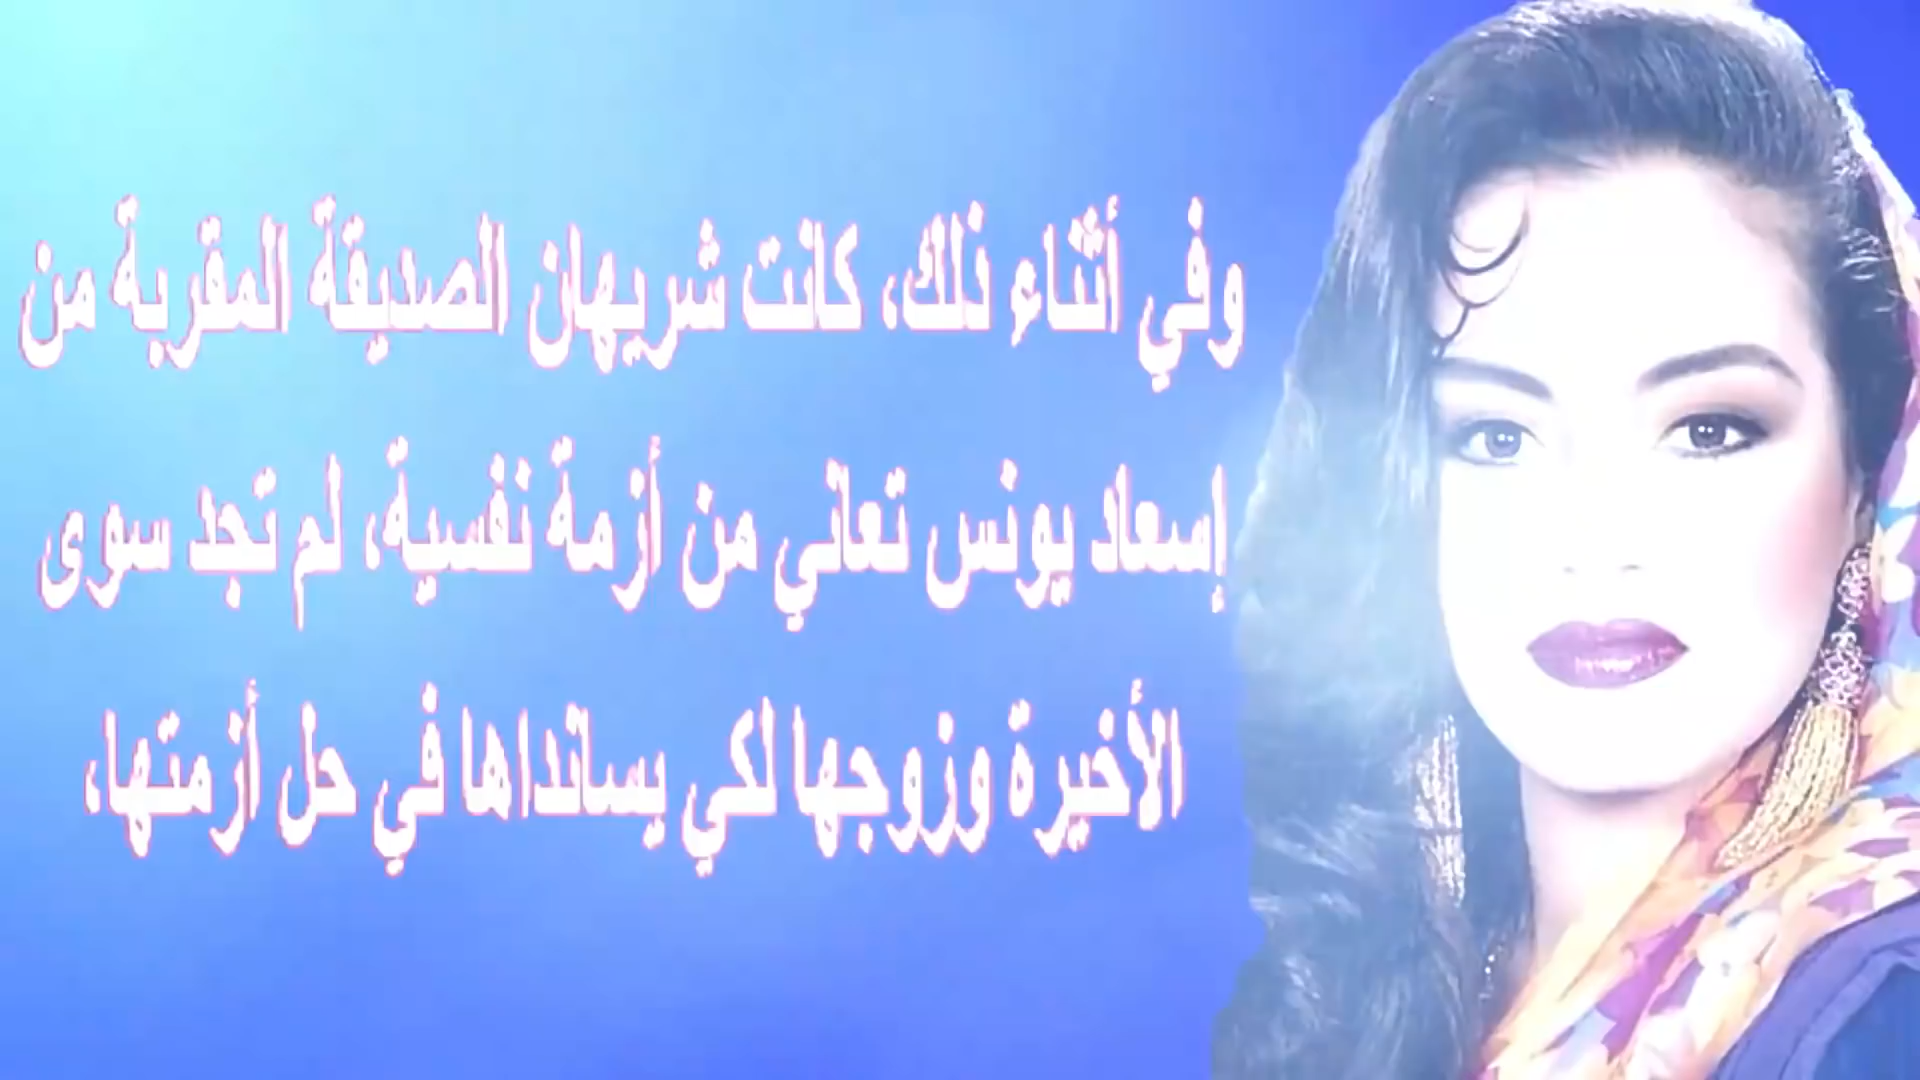 وفي أثناء ذلك، كانت شريهان الصديقة المقربة من
إسعاد يونس تعاني من أزمة نفسية، لم تجد سوى
الأخيرة وزوجها لكي يسانداها في حل أزمتها،